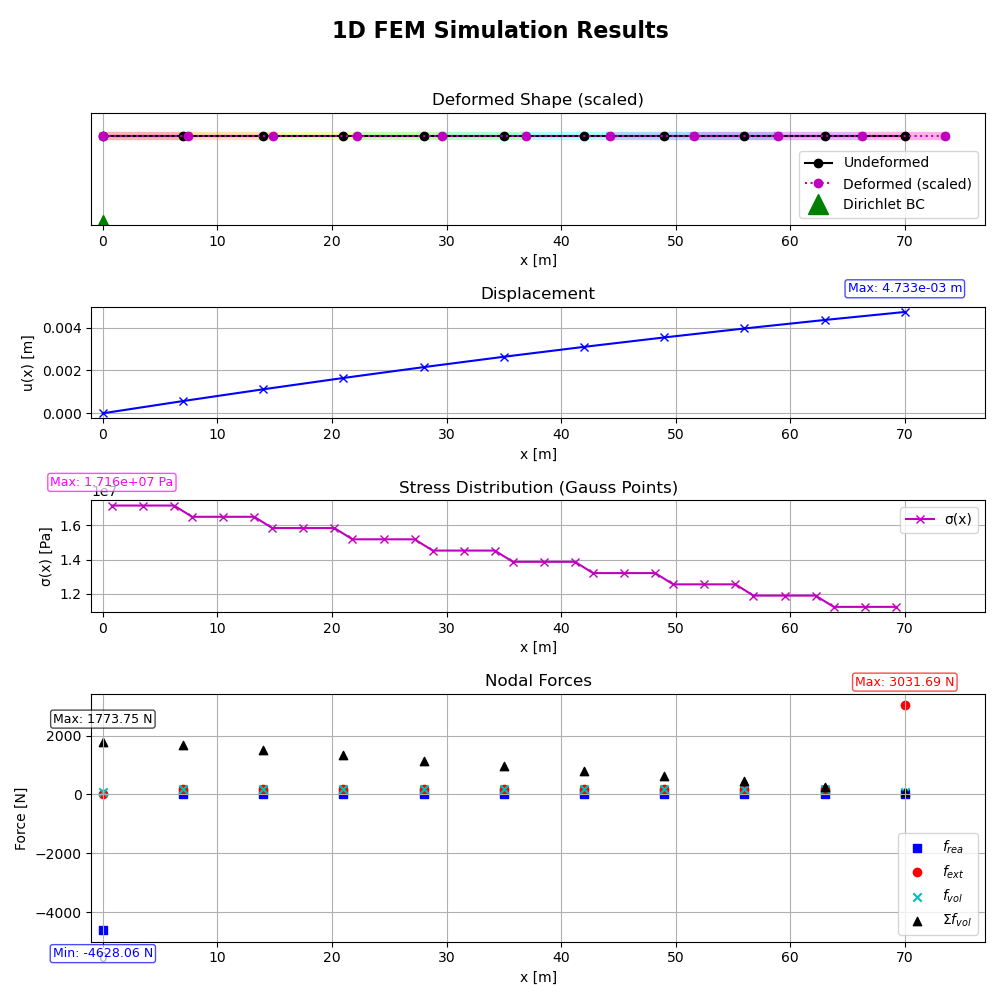 1D FEM Simulation Results
Deformed Shape (scaled)
Undeformed
Deformed (scaled)
Dirichlet BC
0 10 20 30 40 50 60 70
x [m]
Max: 4.733e-03 m
Displacement
u(x) [m]
0.004
0.002
0.000
0 10 20 30 40 50 60 70
x [m]
Max: 1.716e+07 Pa
1e7
Stress Distribution (Gauss Points)
σ(x) [Pa]
σ(x)
1.6
1.4
1.2
0 10 20 30 40 50 60 70
x [m]
Max: 3031.69 N
Nodal Forces
Max: 1773.75 N
Force [N]
2000
0
−2000
−4000
f_rea
f_ext
f_vol
Σf_vol
Min: -4628.06 N
0 10 20 30 40 50 60 70
x [m]